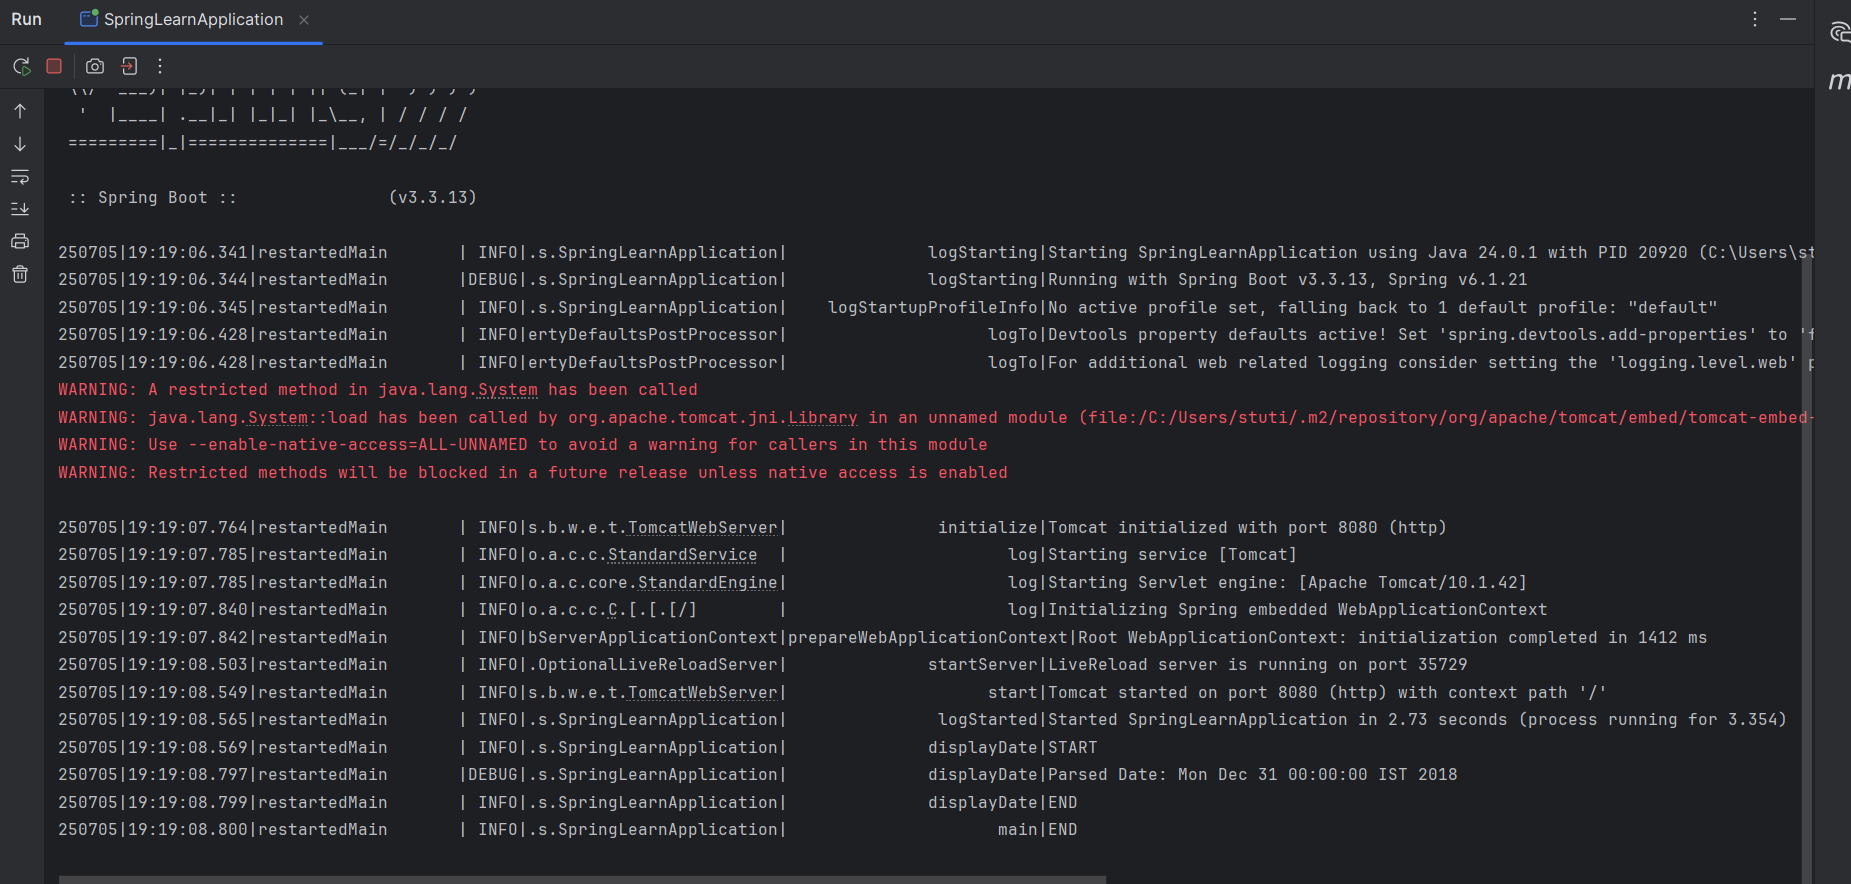 Run SpringLearnApplication
' |____| .__|_| |_|_| |_\__, | / / / /
=========|_|==============|___/=/_/_/_/
:: Spring Boot :: (v3.3.13)
250705|19:19:06.341|restartedMain | INFO|.s.SpringLearnApplication| logStarting|Starting SpringLearnApplication using Java 24.0.1 with PID 20920 (C:\Users\st
250705|19:19:06.344|restartedMain |DEBUG|.s.SpringLearnApplication| logStarting|Running with Spring Boot v3.3.13, Spring v6.1.21
250705|19:19:06.345|restartedMain | INFO|.s.SpringLearnApplication| logStartupProfileInfo|No active profile set, falling back to 1 default profile: "default"
250705|19:19:06.428|restartedMain | INFO|ertyDefaultsPostProcessor| logTo|Devtools property defaults active! Set 'spring.devtools.add-properties' to 'f
250705|19:19:06.428|restartedMain | INFO|ertyDefaultsPostProcessor| logTo|For additional web related logging consider setting the 'logging.level.web' p
WARNING: A restricted method in java.lang.System has been called
WARNING: java.lang.System::load has been called by org.apache.tomcat.jni.Library in an unnamed module (file:/C:/Users/stuti/.m2/repository/org/apache/tomcat/embed/tomcat-embed-
WARNING: Use --enable-native-access=ALL-UNNAMED to avoid a warning for callers in this module
WARNING: Restricted methods will be blocked in a future release unless native access is enabled
250705|19:19:07.764|restartedMain | INFO|s.b.w.e.t.TomcatWebServer| initialize|Tomcat initialized with port 8080 (http)
250705|19:19:07.785|restartedMain | INFO|o.a.c.c.StandardService | log|Starting service [Tomcat]
250705|19:19:07.785|restartedMain | INFO|o.a.c.core.StandardEngine| log|Starting Servlet engine: [Apache Tomcat/10.1.42]
250705|19:19:07.840|restartedMain | INFO|o.a.c.c.C.[.[.[/] | log|Initializing Spring embedded WebApplicationContext
250705|19:19:07.842|restartedMain | INFO|bServerApplicationContext|prepareWebApplicationContext|Root WebApplicationContext: initialization completed in 1412 ms
250705|19:19:08.503|restartedMain | INFO|.OptionalLiveReloadServer| startServer|LiveReload server is running on port 35729
250705|19:19:08.549|restartedMain | INFO|s.b.w.e.t.TomcatWebServer| start|Tomcat started on port 8080 (http) with context path '/'
250705|19:19:08.565|restartedMain | INFO|.s.SpringLearnApplication| logStarted|Started SpringLearnApplication in 2.73 seconds (process running for 3.354)
250705|19:19:08.569|restartedMain | INFO|.s.SpringLearnApplication| displayDate|START
250705|19:19:08.797|restartedMain |DEBUG|.s.SpringLearnApplication| displayDate|Parsed Date: Mon Dec 31 00:00:00 IST 2018
250705|19:19:08.799|restartedMain | INFO|.s.SpringLearnApplication| displayDate|END
250705|19:19:08.800|restartedMain | INFO|.s.SpringLearnApplication| main|END